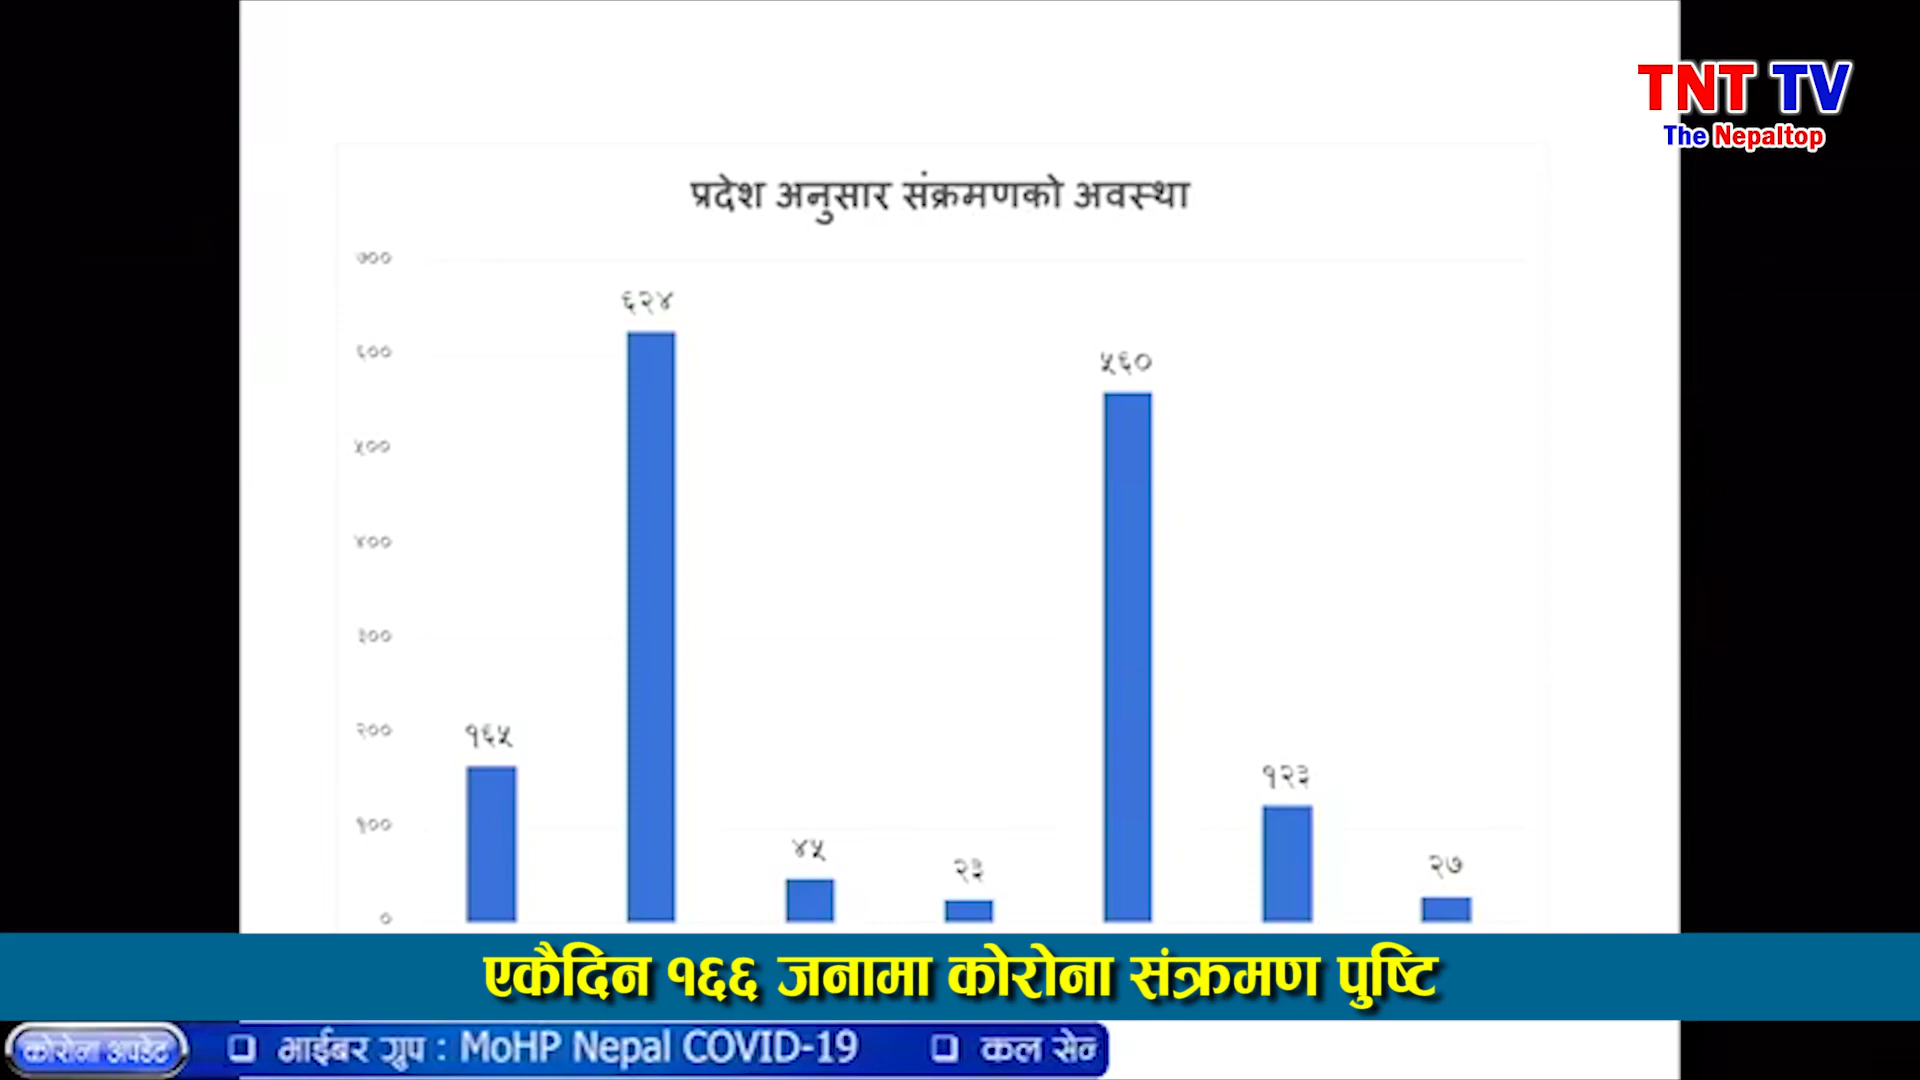 TNT TV
The Nepaltop
प्रदेश अनुसार संक्रमणको अवस्था
७००
६००
५००
४००
३००
२००
१००
०
१६५
६२४
४५
२३
५६०
१२३
२७
एकैदिन १६६ जनामा कोरोना संक्रमण पुष्टि
कोरोना अपडेट
❑ भाईबर ग्रुप : MoHP Nepal COVID-19 ❑ कल सेन